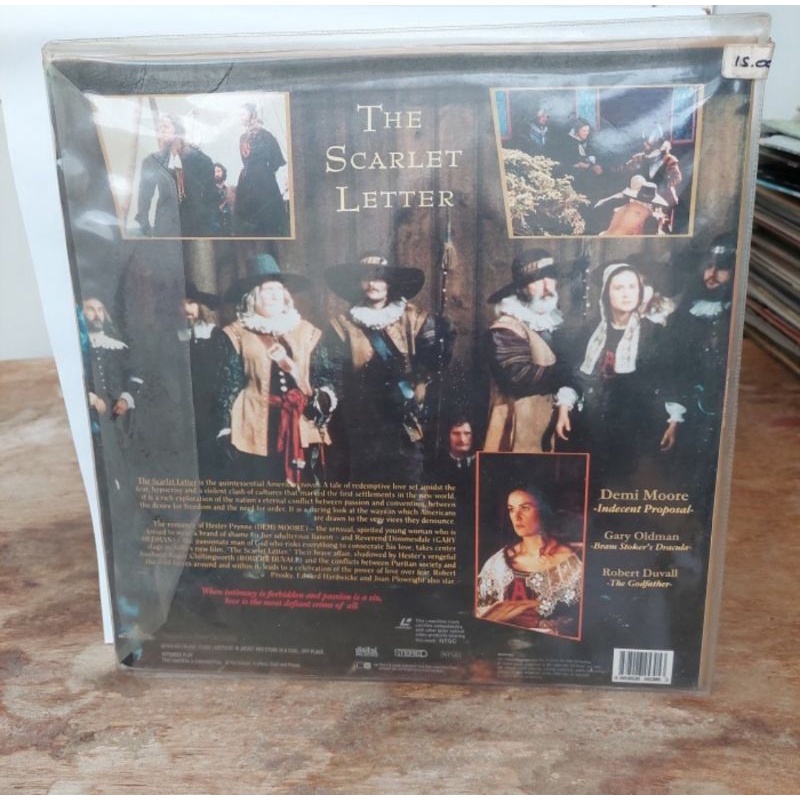 15.00
THE
SCARLET
LETTER
The Scarlet Letter is the quintessential American novel. A tale of redemptive love set amidst the
fear, hypocrisy and violent clash of cultures that marked the first settlements in the new world,
it is a rich exploration of the nation's eternal conflict between passion and convention, between
the desire for freedom and the need for order. It is a daring look at the way in which Americans
are drawn to the very vices they denounce.
The romance of Hester Prynne (DEMI MOORE) – the sensual, spirited young woman who is
forced to wear a brand of shame for her adulterous liaison – and Reverend Dimmesdale (GARY
OLDMAN), the passionate man of God who risks everything to consecrate his love, takes center
stage in this new film, "The Scarlet Letter." Their brave affair, shadowed by Hester's vengeful
husband Roger Chillingworth (ROBERT DUVALL) and the conflicts between Puritan society and
the wild forces around and within it, leads to a celebration of the power of love over fear. Robert
Prosky, Edward Hardwicke and Joan Plowright also star.
When intimacy is forbidden and passion is a sin,
love is the most defiant crime of all.
Demi Moore
-Indecent Proposal-
Gary Oldman
-Bram Stoker's Dracula-
Robert Duvall
-The Godfather-
digital
STEREO
NTSC